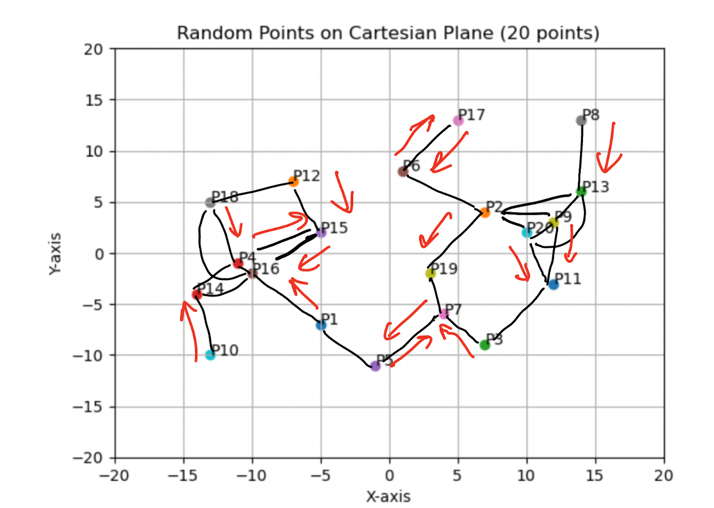 Random Points on Cartesian Plane (20 points)
20
15
P17
P8
10
P6
P12
P13
5
P18
P2
P9
P20
P15
Y-axis
0
P4
P16
P19
P14
P11
−5
P7
P1
P3
−10
P10
P5
−15
−20
−20 −15 −10 −5 0 5 10 15 20
X-axis